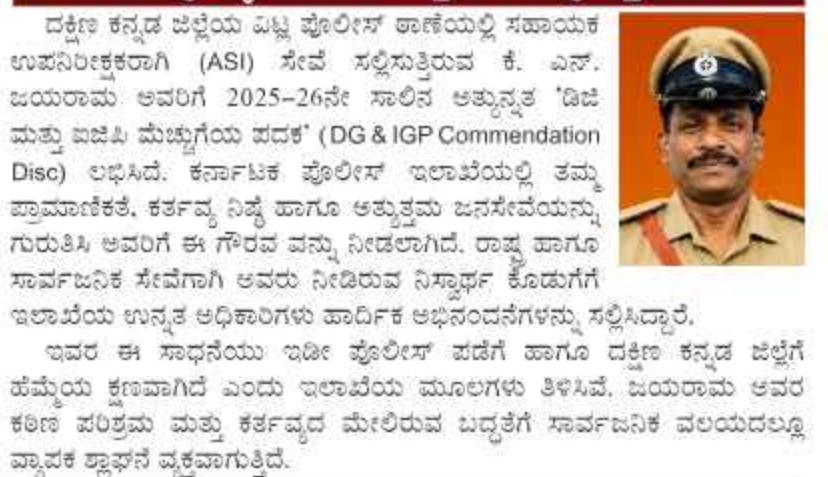 ದಕ್ಷಿಣ ಕನ್ನಡ ಜಿಲ್ಲೆಯ ವಿಟ್ಲ ಪೊಲೀಸ್ ಠಾಣೆಯಲ್ಲಿ ಸಹಾಯಕ
ಉಪನಿರೀಕ್ಷಕರಾಗಿ (ASI) ಸೇವೆ ಸಲ್ಲಿಸುತ್ತಿರುವ ಕೆ. ಎನ್.
ಜಯರಾಮ ಅವರಿಗೆ 2025–26ನೇ ಸಾಲಿನ ಅತ್ಯುನ್ನತ 'ಡಿಜಿ
ಮತ್ತು ಐಜಿಪಿ ಮೆಚ್ಚುಗೆಯ ಪದಕ' (DG & IGP Commendation
Disc) ಲಭಿಸಿದೆ. ಕರ್ನಾಟಕ ಪೊಲೀಸ್ ಇಲಾಖೆಯಲ್ಲಿ ತಮ್ಮ
ಪ್ರಾಮಾಣಿಕತೆ, ಕರ್ತವ್ಯ ನಿಷ್ಠೆ ಹಾಗೂ ಅತ್ಯುತ್ತಮ ಜನಸೇವೆಯನ್ನು
ಗುರುತಿಸಿ ಅವರಿಗೆ ಈ ಗೌರವ ವನ್ನು ನೀಡಲಾಗಿದೆ. ರಾಷ್ಟ್ರ ಹಾಗೂ
ಸಾರ್ವಜನಿಕ ಸೇವೆಗಾಗಿ ಅವರು ನೀಡಿರುವ ನಿಸ್ವಾರ್ಥ ಕೊಡುಗೆಗೆ
ಇಲಾಖೆಯ ಉನ್ನತ ಅಧಿಕಾರಿಗಳು ಹಾರ್ದಿಕ ಅಭಿನಂದನೆಗಳನ್ನು ಸಲ್ಲಿಸಿದ್ದಾರೆ.
ಇವರ ಈ ಸಾಧನೆಯು ಇಡೀ ಪೊಲೀಸ್ ಪಡೆಗೆ ಹಾಗೂ ದಕ್ಷಿಣ ಕನ್ನಡ ಜಿಲ್ಲೆಗೆ
ಹೆಮ್ಮೆಯ ಕ್ಷಣವಾಗಿದೆ ಎಂದು ಇಲಾಖೆಯ ಮೂಲಗಳು ತಿಳಿಸಿವೆ. ಜಯರಾಮ ಅವರ
ಕಠಿಣ ಪರಿಶ್ರಮ ಮತ್ತು ಕರ್ತವ್ಯದ ಮೇಲಿರುವ ಬದ್ಧತೆಗೆ ಸಾರ್ವಜನಿಕ ವಲಯದಲ್ಲೂ
ವ್ಯಾಪಕ ಶ್ಲಾಘನೆ ವ್ಯಕ್ತವಾಗುತ್ತಿದೆ.